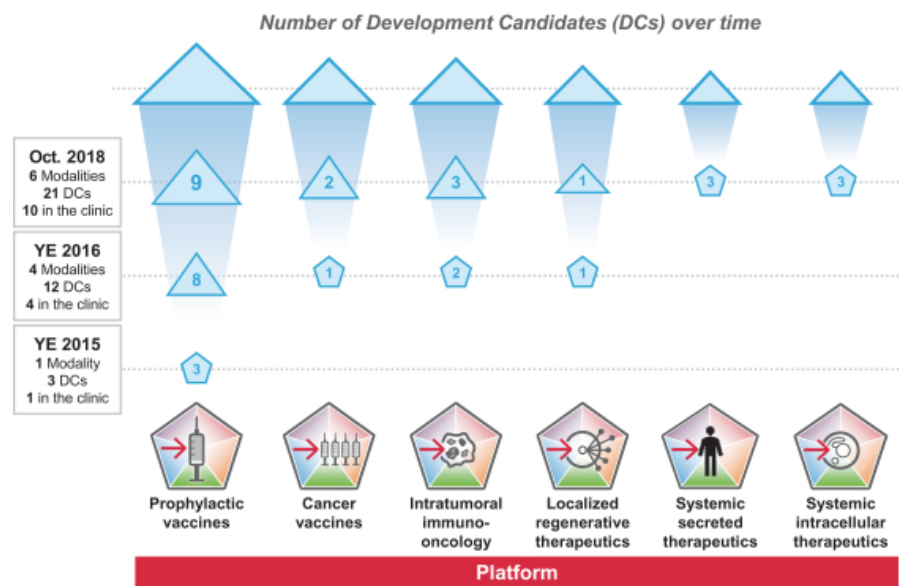 Number of Development Candidates (DCs) over time
Oct. 2018
6 Modalities
21 DCs
10 in the clinic
9
2
3
1
3
3
YE 2016
4 Modalities
12 DCs
4 in the clinic
8
1
2
1
YE 2015
1 Modality
3 DCs
1 in the clinic
3
Prophylactic
vaccines
Cancer
vaccines
Intratumoral
immuno-
oncology
Localized
regenerative
therapeutics
Systemic
secreted
therapeutics
Systemic
intracellular
therapeutics
Platform